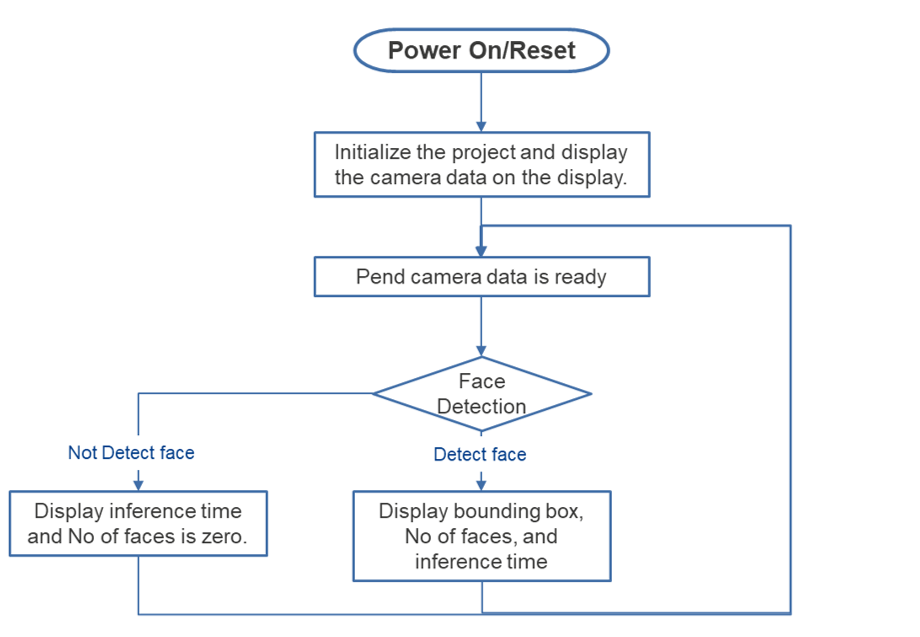 Power On/Reset
Initialize the project and display
the camera data on the display.
Pend camera data is ready
Face
Detection
Not Detect face
Detect face
Display inference time
and No of faces is zero.
Display bounding box,
No of faces, and
inference time